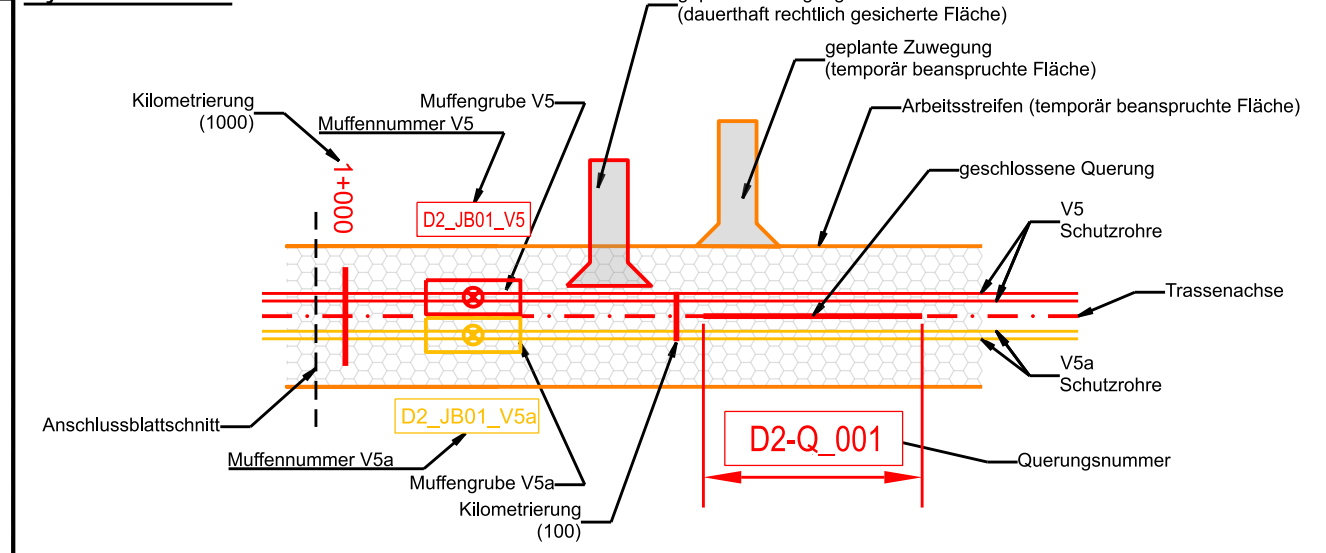 (dauerthaft rechtlich gesicherte Fläche)
geplante Zuwegung
(temporär beanspruchte Fläche)
Kilometrierung
(1000)
Muffengrube V5
Muffennummer V5
Arbeitsstreifen (temporär beanspruchte Fläche)
geschlossene Querung
1+000
D2_JB01_V5
V5
Schutzrohre
Trassenachse
V5a
Schutzrohre
Anschlussblattschnitt
D2_JB01_V5a
D2-Q_001
Muffennummer V5a
Querungsnummer
Muffengrube V5a
Kilometrierung
(100)